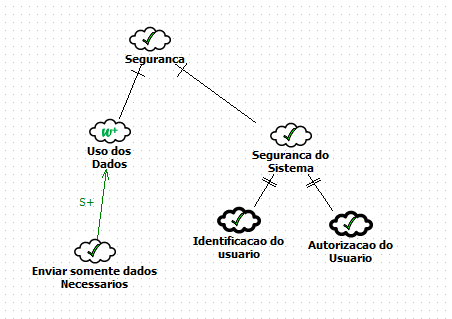 Seguranca
w+
Uso dos
Dados
Seguranca do
Sistema
S+
Identificacao do
usuario
Autorizacao do
Usuario
Enviar somente dados
Necessarios